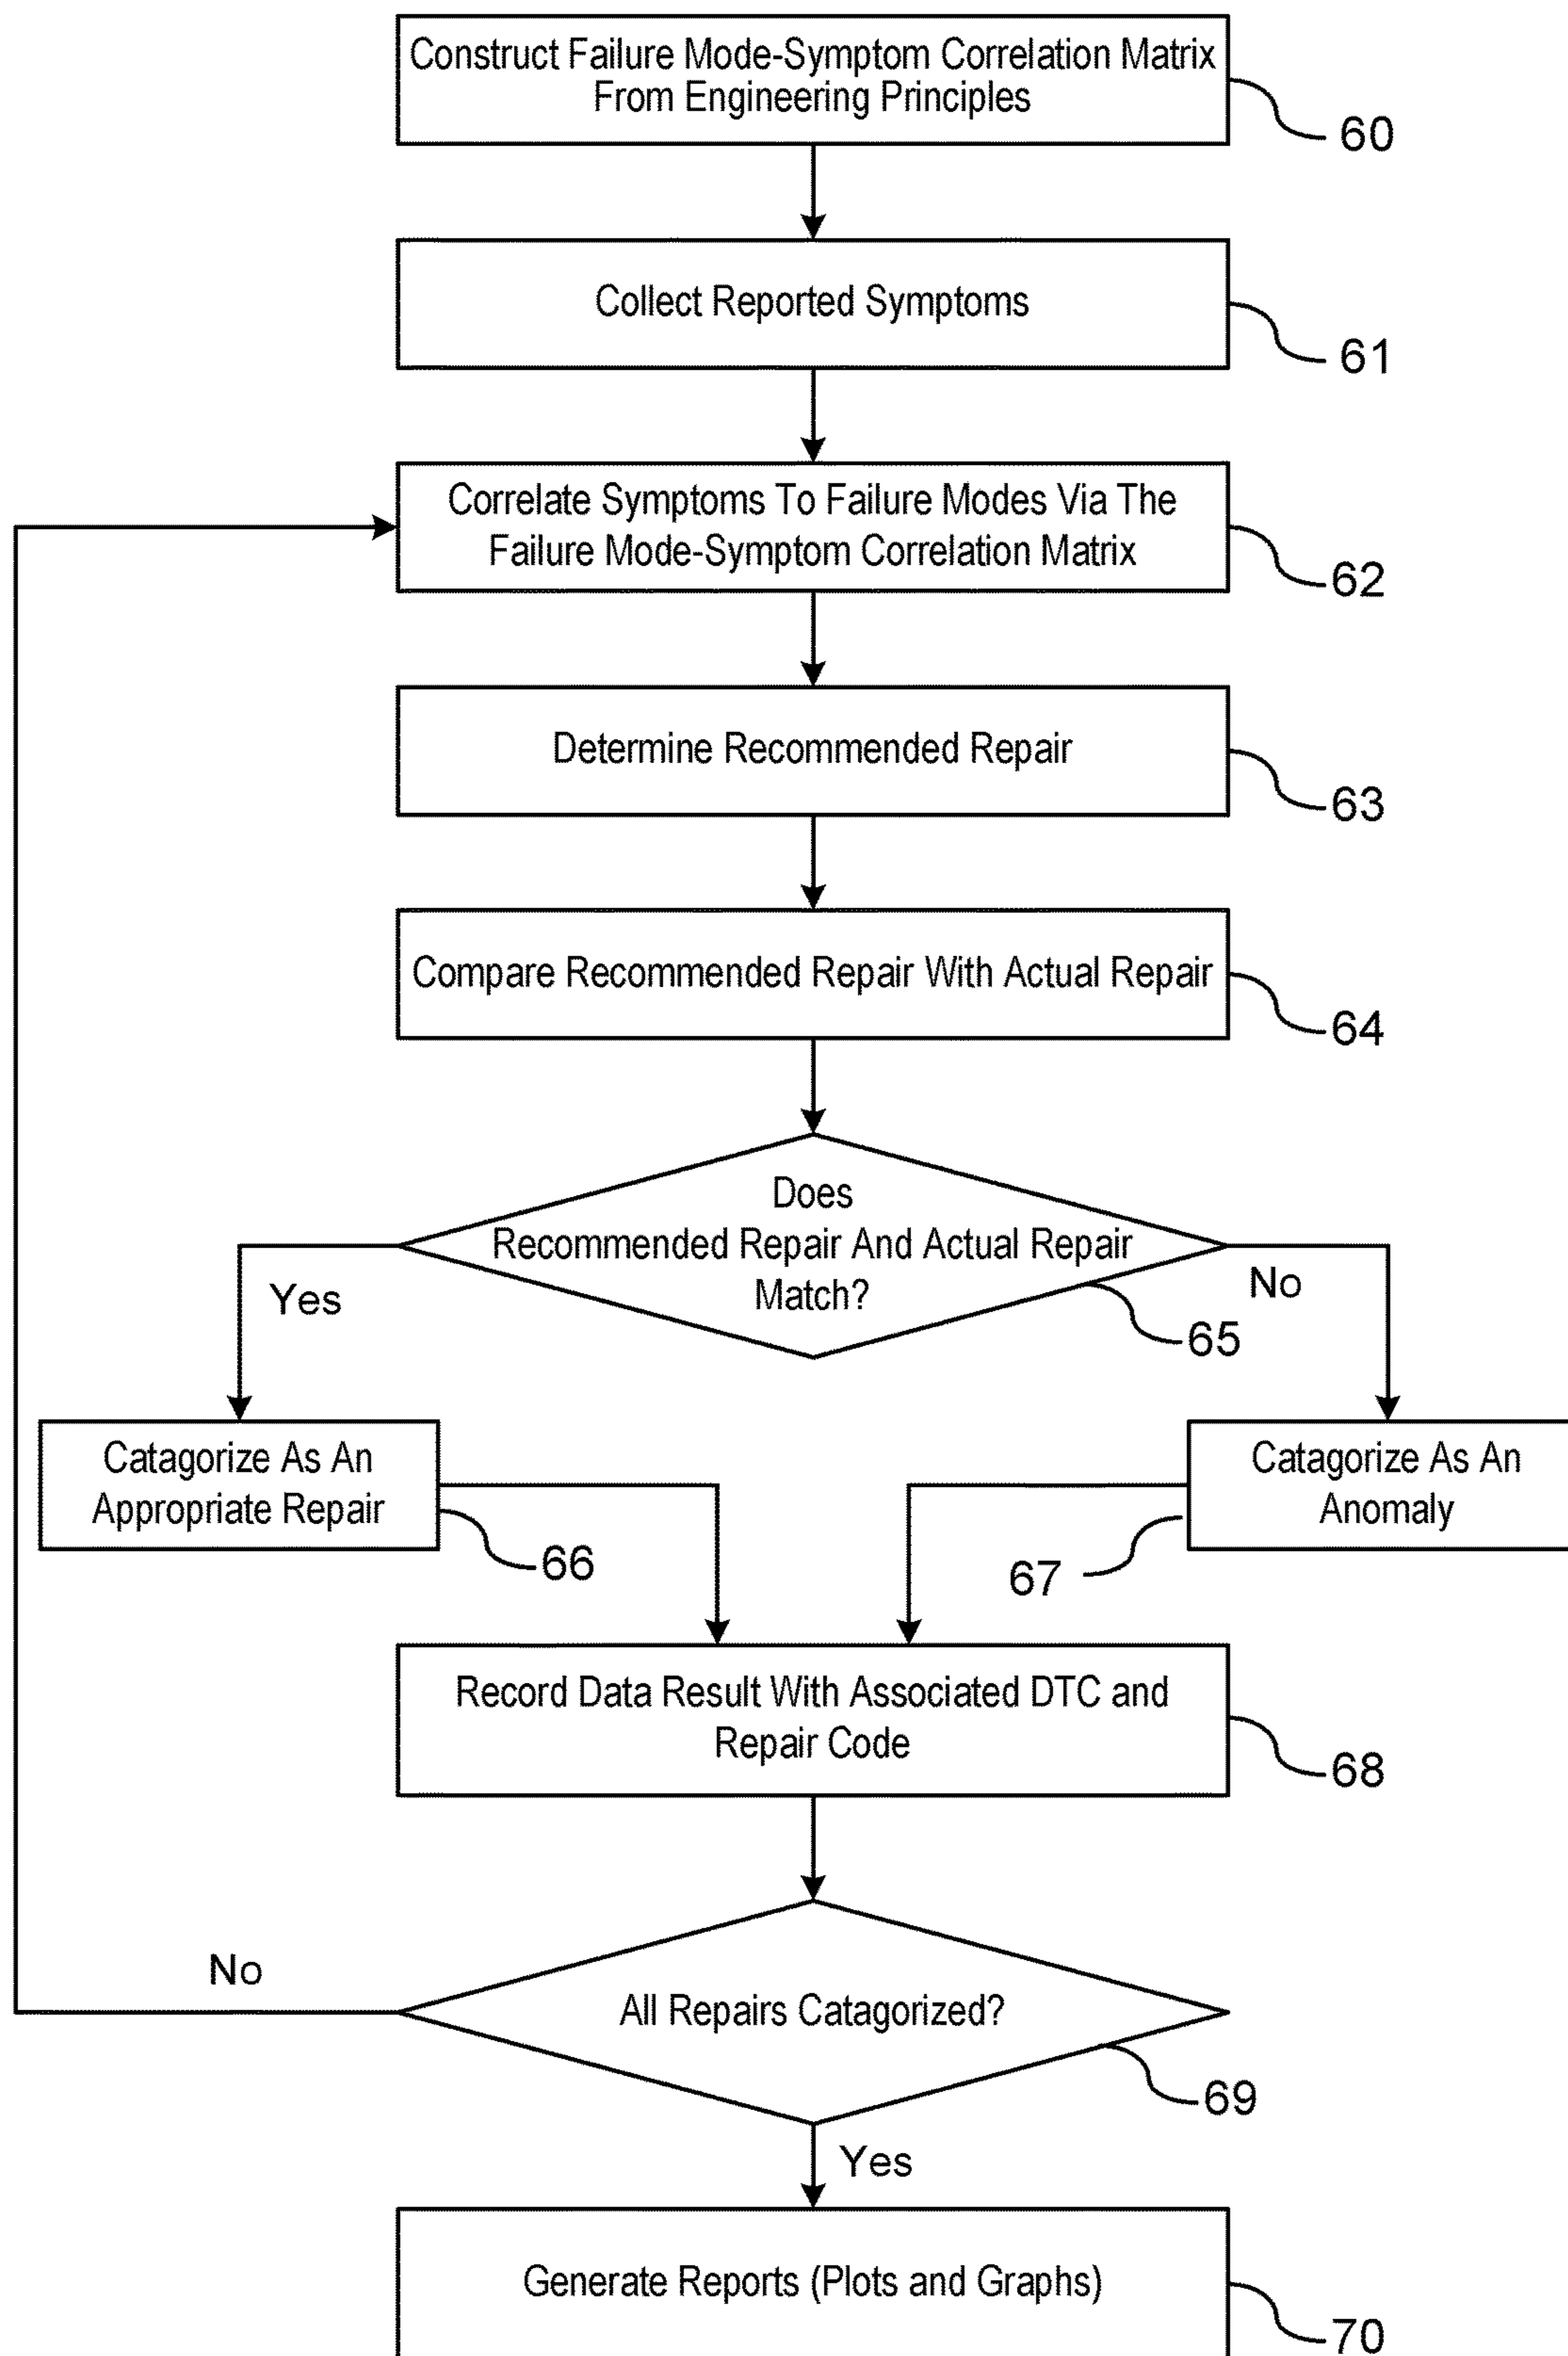 Construct Failure Mode-Symptom Correlation Matrix
From Engineering Principles
60
Collect Reported Symptoms
61
Correlate Symptoms To Failure Modes Via The
Failure Mode-Symptom Correlation Matrix
62
Determine Recommended Repair
63
Compare Recommended Repair With Actual Repair
64
Does
Recommended Repair And Actual Repair
Match?
65
Yes
No
Catagorize As An
Appropriate Repair
66
Catagorize As An
Anomaly
67
Record Data Result With Associated DTC and
Repair Code
68
All Repairs Catagorized?
69
No
Yes
Generate Reports (Plots and Graphs)
70